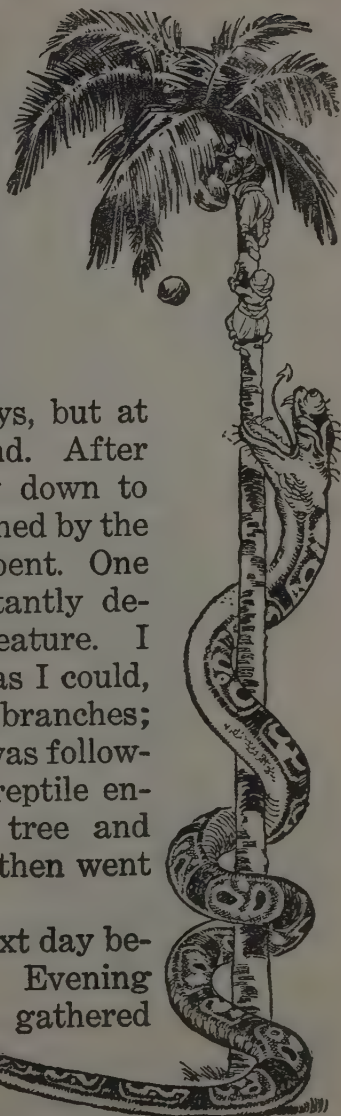 ys, but at
nd. After
y down to
ned by the
pent. One
tantly de-
eature. I
as I could,
branches;
was follow-
reptile en-
tree and
then went
xt day be-
Evening
gathered